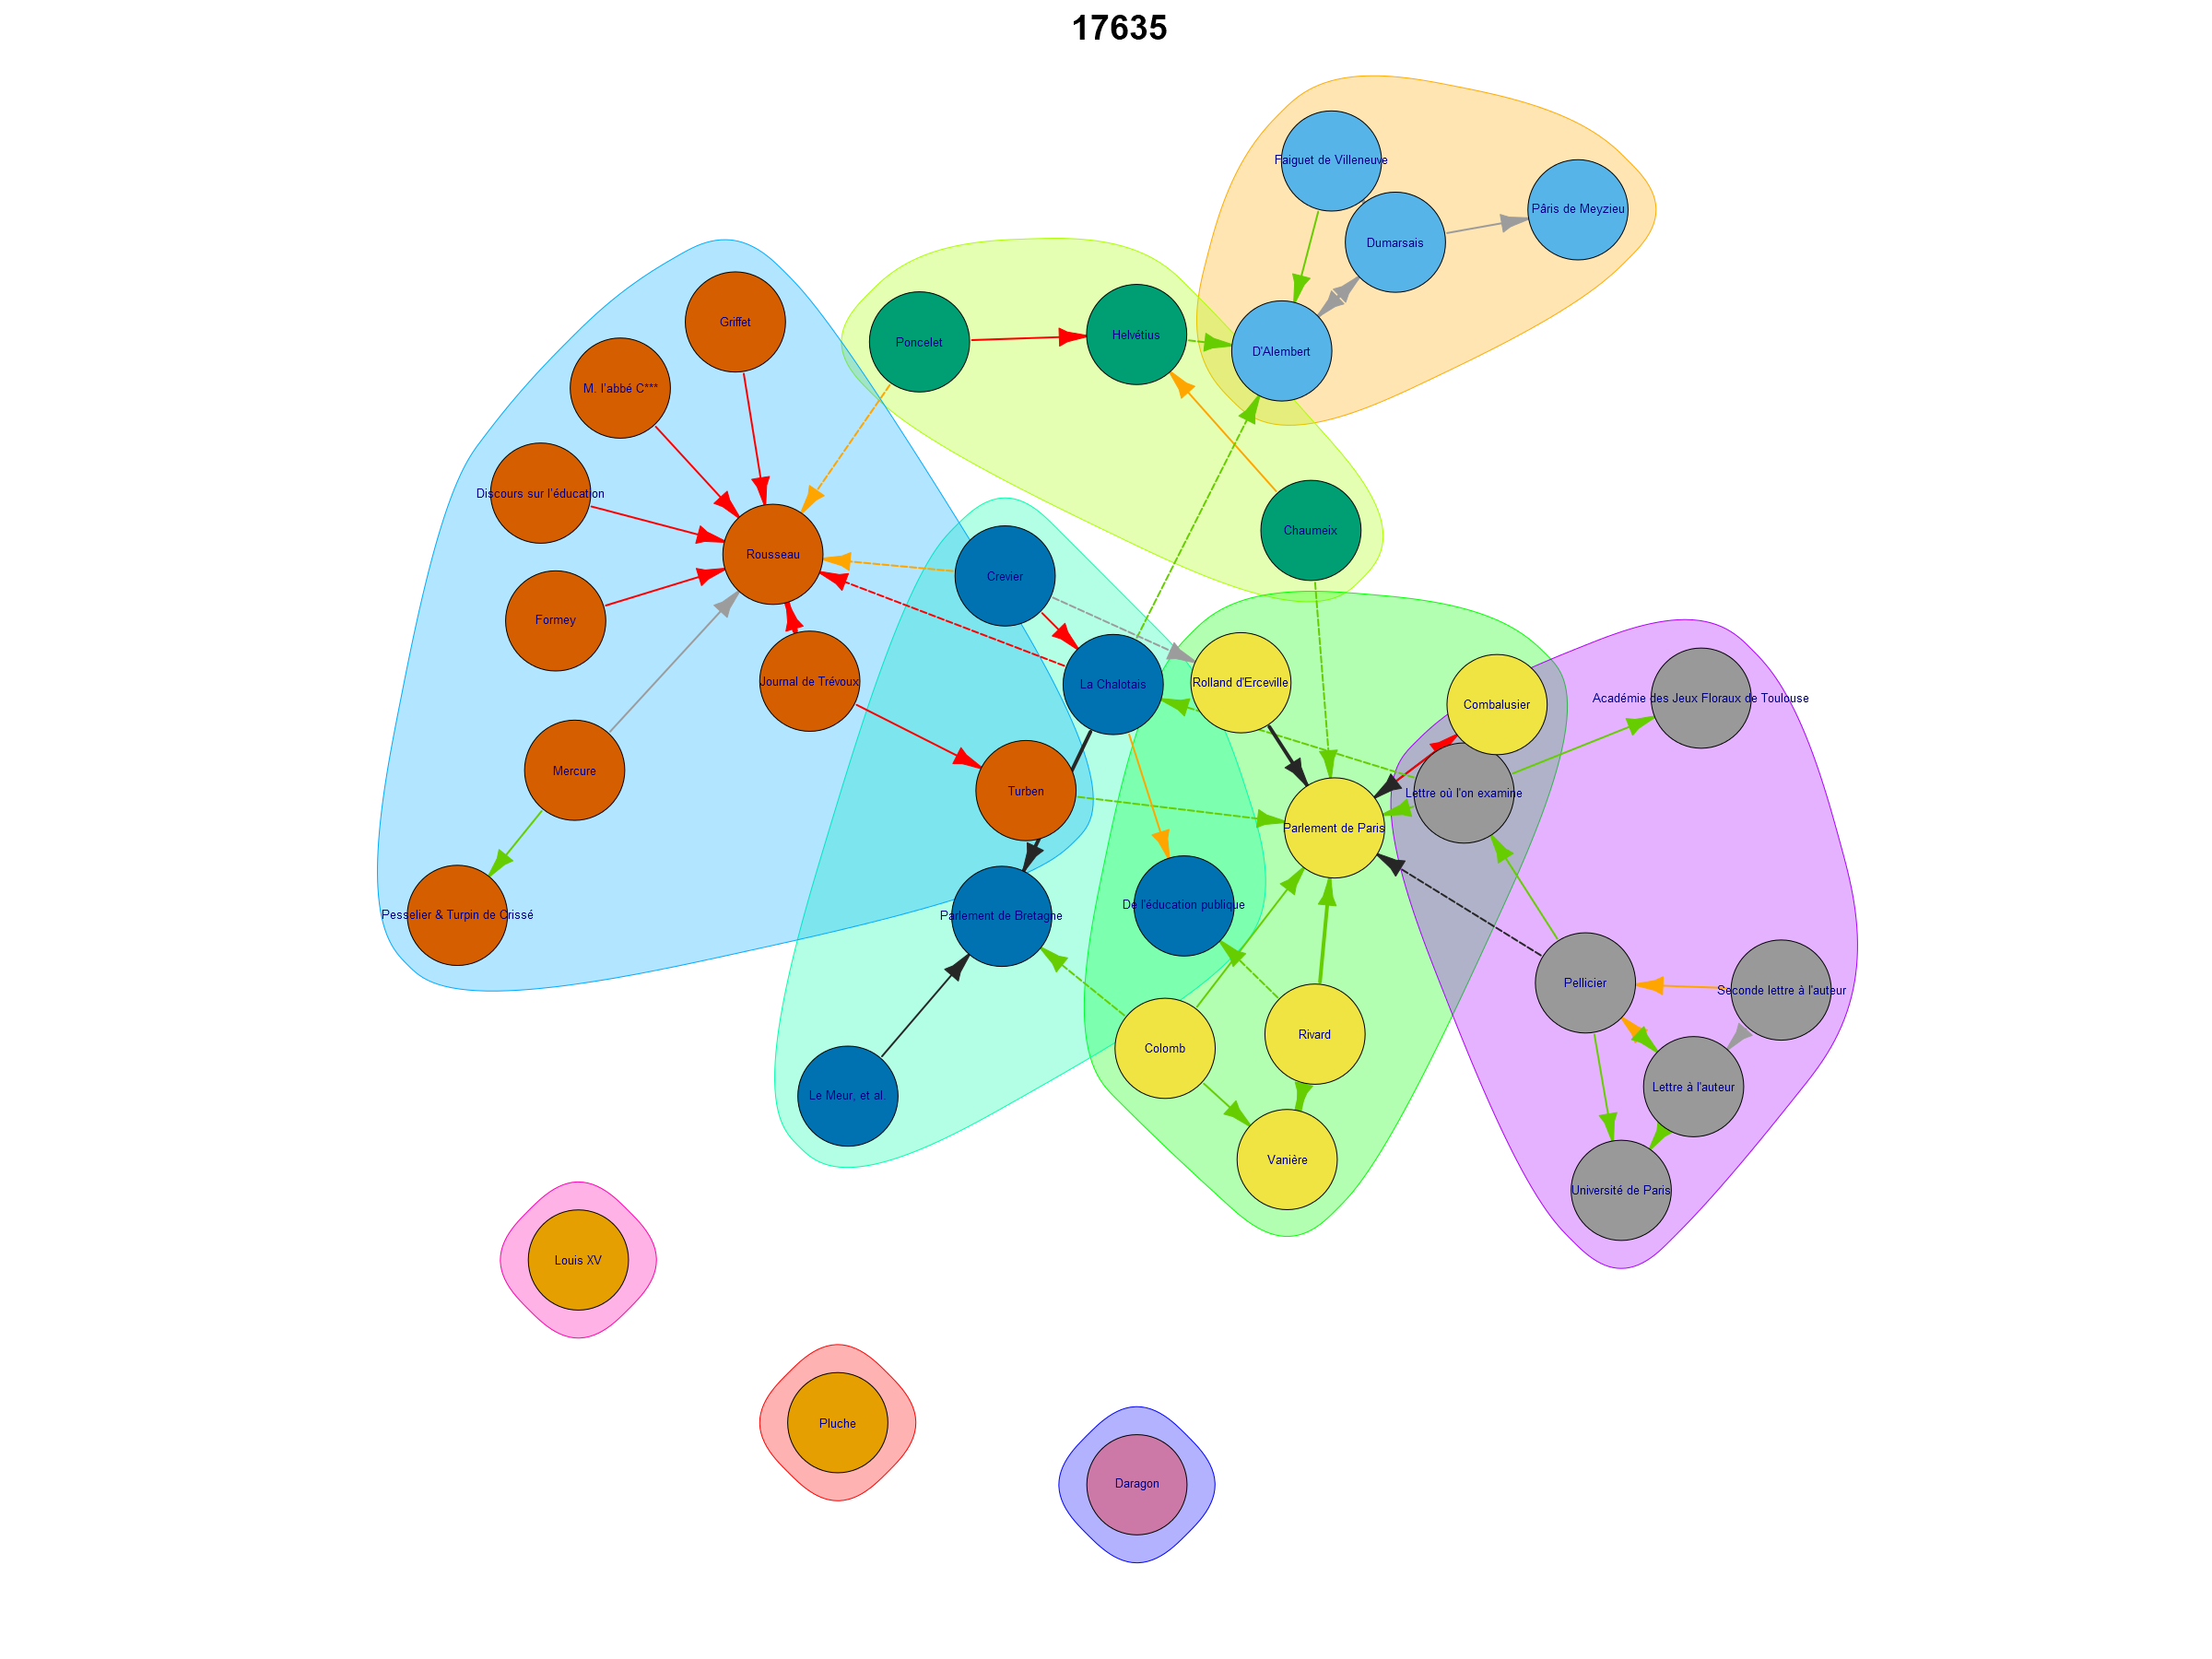 17635
Faiguet de Villeneuve
Pâris de Meyzieu
Dumarsais
Griffet
Poncelet
Helvétius
D'Alembert
M. l'abbé C***
Discours sur l'éducation
Chaumeix
Rousseau
Crevier
Formey
Journal de Trévoux
La Chalotais
Rolland d'Erceville
Combalusier
Académie des Jeux Floraux de Toulouse
Mercure
Turben
Lettre où l'on examine
Parlement de Paris
Pesselier & Turpin de Crissé
Parlement de Bretagne
De l'éducation publique
Pellicier
Seconde lettre à l'auteur
Colomb
Rivard
Lettre à l'auteur
Le Meur, et al.
Vanière
Université de Paris
Louis XV
Pluche
Daragon